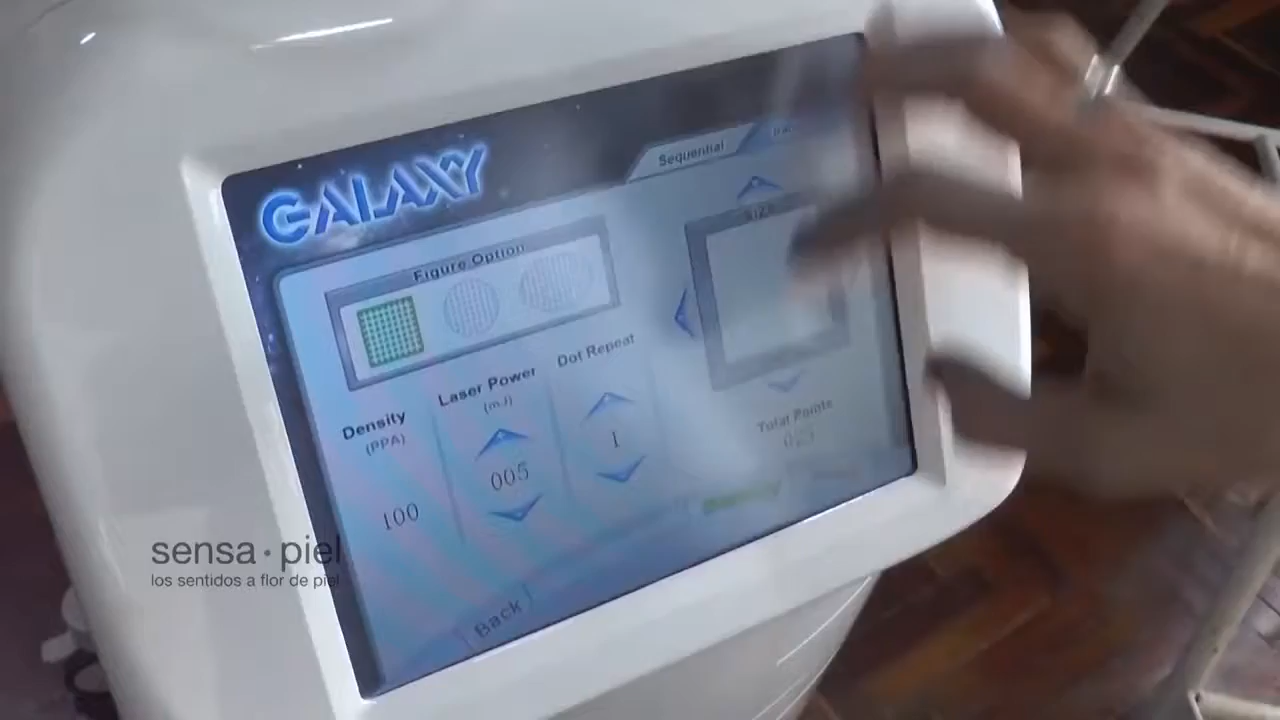 GALAXY
Sequential
Figure Option
Density
(PPA)
100
Laser Power
(mJ)
005
Dot Repeat
1
Total Points
Back
sensa·piel
los sentidos a flor de piel